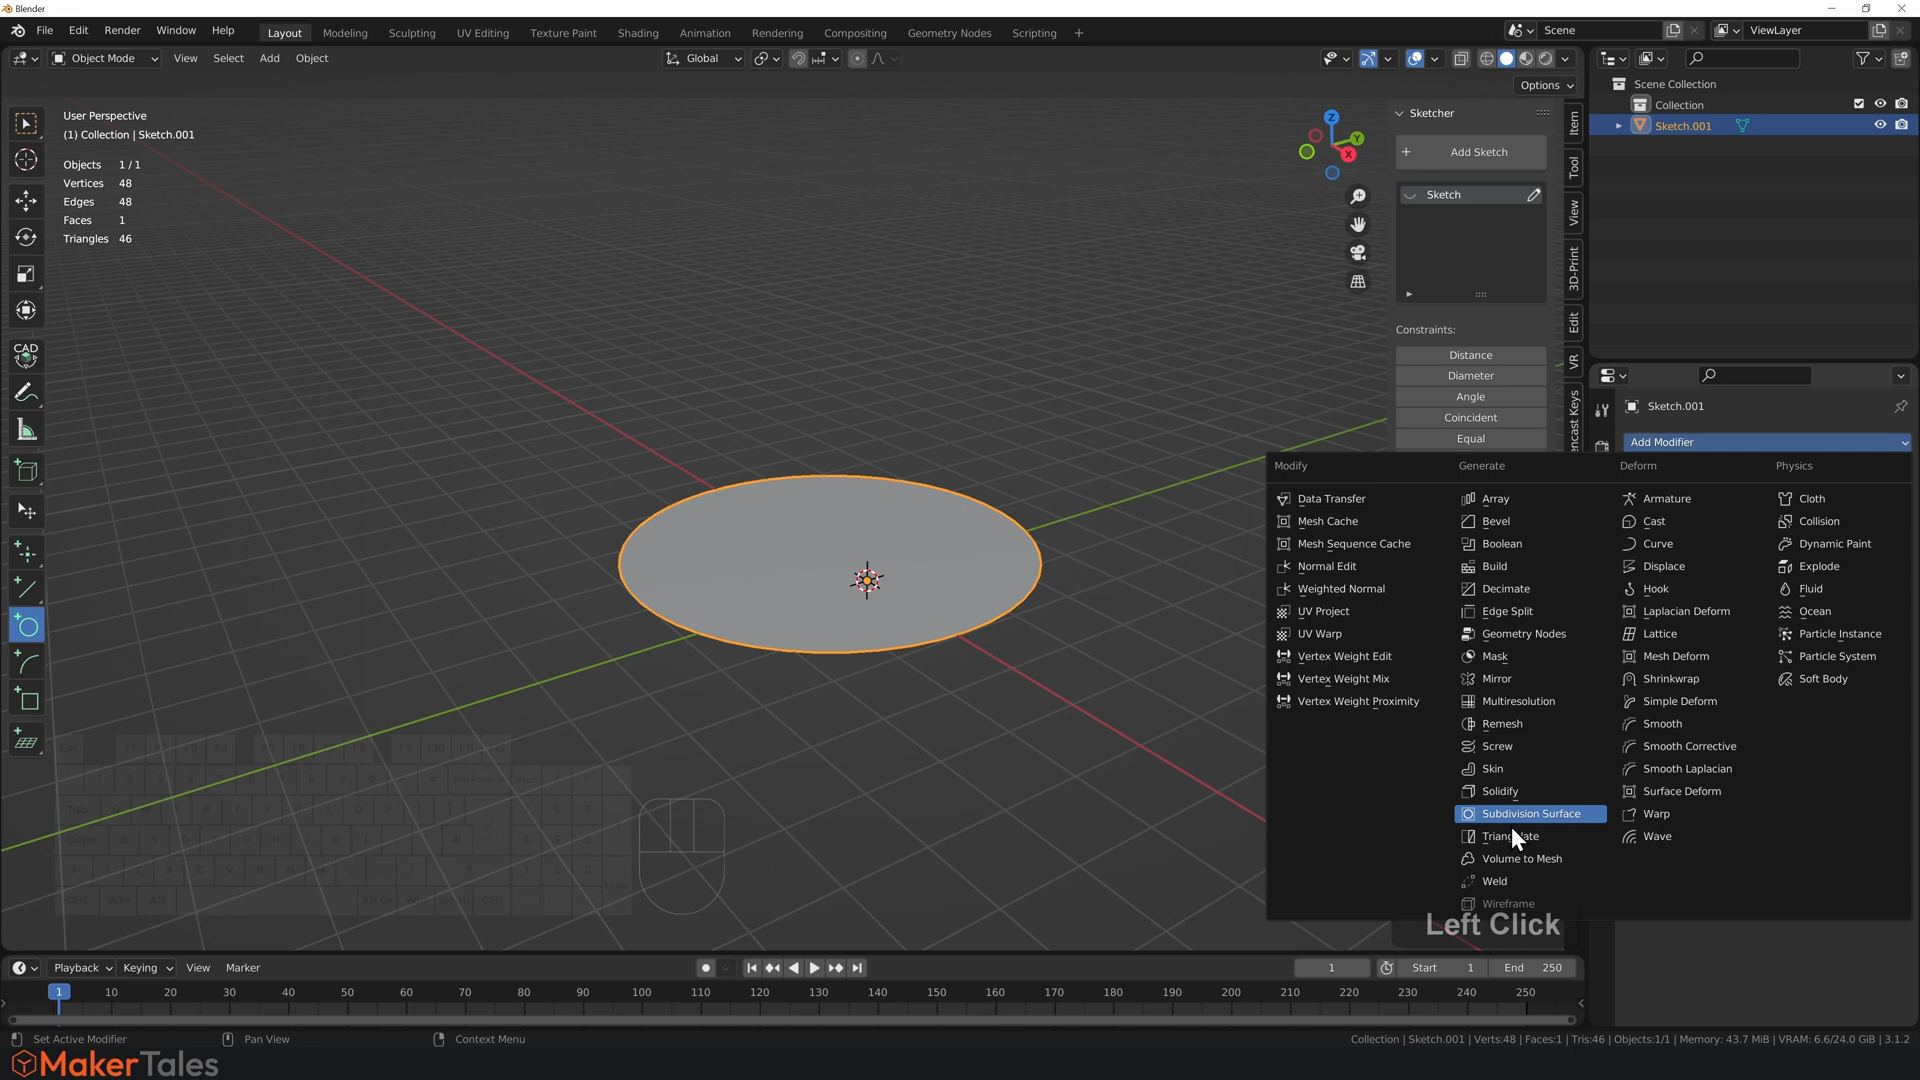 Blender
File Edit Render Window Help Layout Modeling Sculpting UV Editing Texture Paint Shading Animation Rendering Compositing Geometry Nodes Scripting + Scene ViewLayer
Object Mode View Select Add Object Global
Options
User Perspective
(1) Collection | Sketch.001
Objects 1/1
Vertices 48
Edges 48
Faces 1
Triangles 46
CAD
Z
Y
X
Sketcher
+ Add Sketch
Sketch
Constraints:
Distance
Diameter
Angle
Coincident
Equal
Item
Tool
View
3D-Print
Edit
VR
encast Keys
Scene Collection
Collection
Sketch.001
Sketch.001
Add Modifier
Modify
Data Transfer
Mesh Cache
Mesh Sequence Cache
Normal Edit
Weighted Normal
UV Project
UV Warp
Vertex Weight Edit
Vertex Weight Mix
Vertex Weight Proximity
Generate
Array
Bevel
Boolean
Build
Decimate
Edge Split
Geometry Nodes
Mask
Mirror
Multiresolution
Remesh
Screw
Skin
Solidify
Subdivision Surface
Volume to Mesh
Weld
Wireframe
Deform
Armature
Cast
Curve
Displace
Hook
Laplacian Deform
Lattice
Mesh Deform
Shrinkwrap
Simple Deform
Smooth
Smooth Corrective
Smooth Laplacian
Surface Deform
Warp
Wave
Physics
Cloth
Collision
Dynamic Paint
Explode
Fluid
Ocean
Particle Instance
Particle System
Soft Body
Left Click
Playback Keying View Marker 1 Start 1 End 250
1 10 20 30 40 50 60 70 80 90 100 110 120 130 140 150 160 170 180 190 200 210 220 230 240 250
Set Active Modifier Pan View Context Menu Collection | Sketch.001 | Verts:48 | Faces:1 | Tris:46 | Objects:1/1 | Memory: 43.7 MiB | VRAM: 6.6/24.0 GiB | 3.1.2
MakerTales